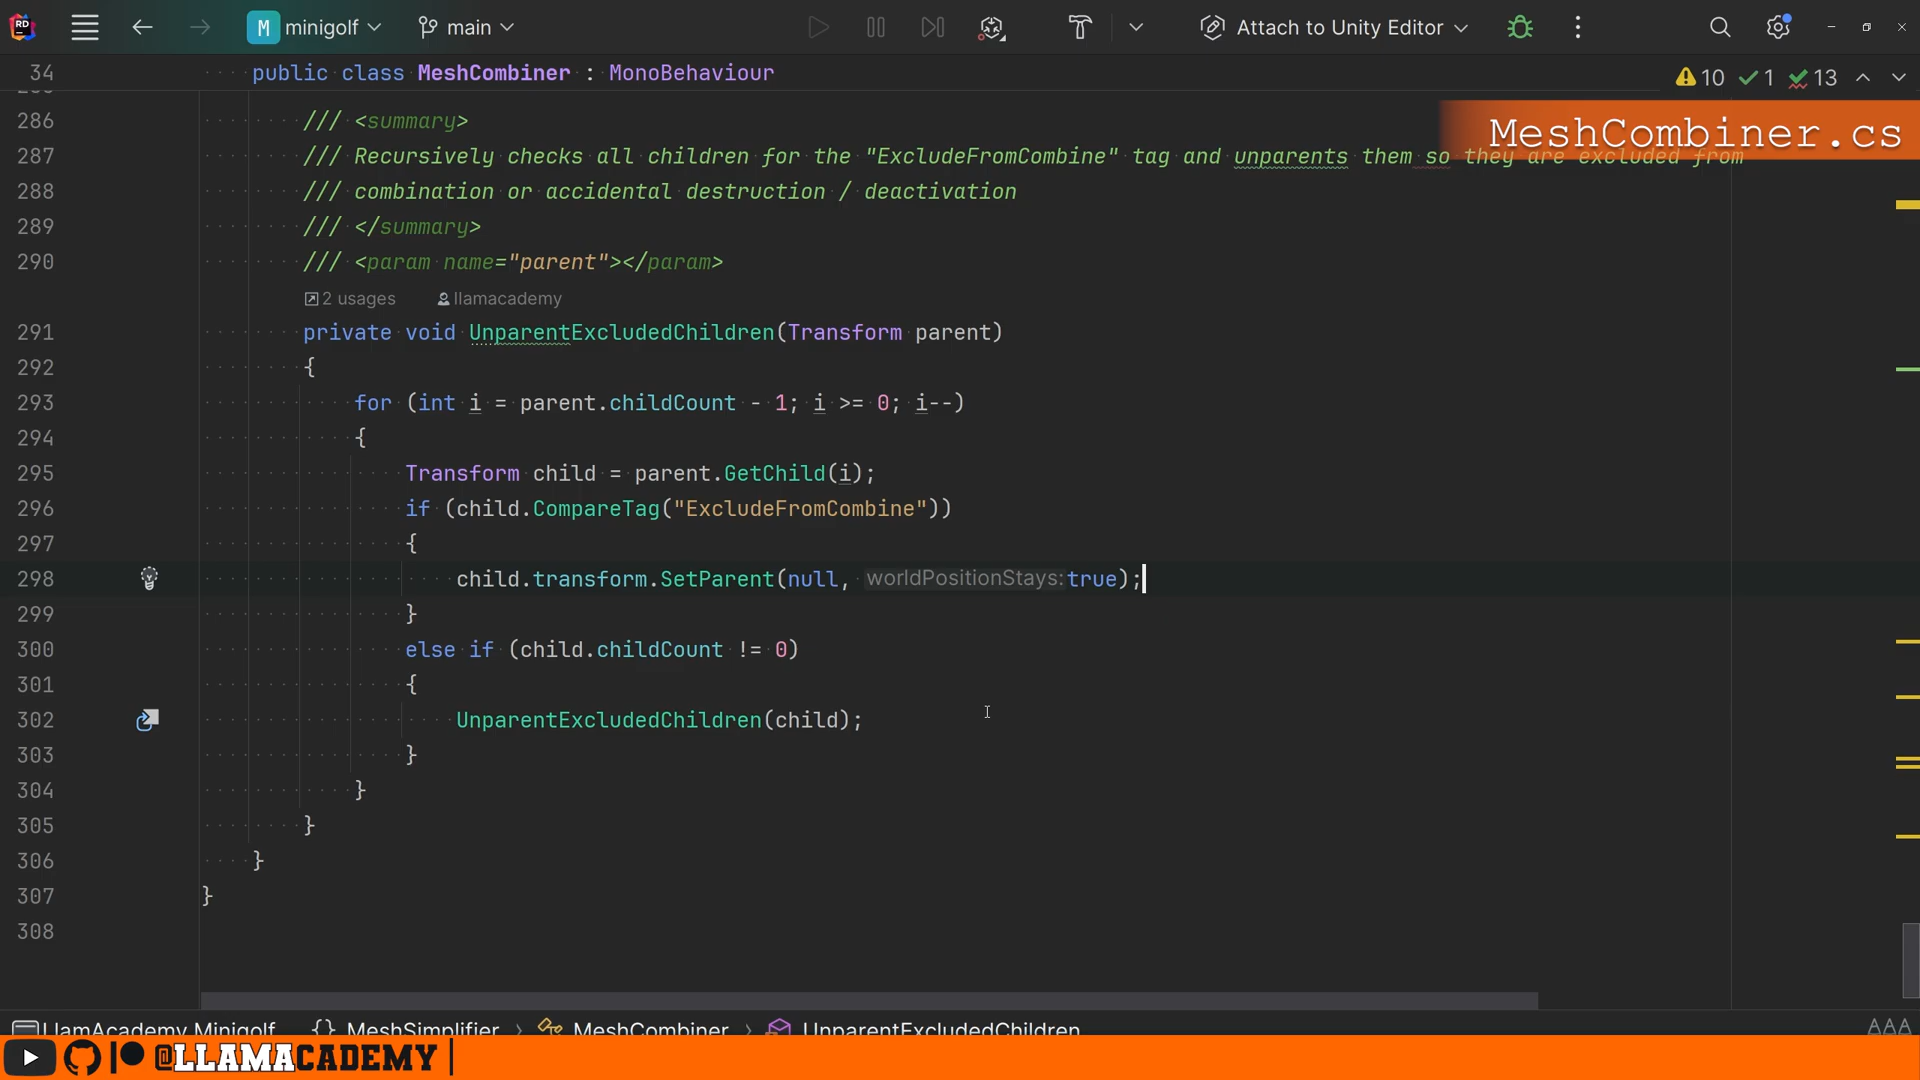 RD
M minigolf
main
Attach to Unity Editor
34
public class MeshCombiner : MonoBehaviour
10 1 13
MeshCombiner.cs
286 /// <summary>
287 /// Recursively checks all children for the "ExcludeFromCombine" tag and unparents them so they are excluded from
288 /// combination or accidental destruction / deactivation
289 /// </summary>
290 /// <param name="parent"></param>
2 usages llamacademy
291 private void UnparentExcludedChildren(Transform parent)
292 {
293 for (int i = parent.childCount - 1; i >= 0; i--)
294 {
295 Transform child = parent.GetChild(i);
296 if (child.CompareTag("ExcludeFromCombine"))
297 {
298 child.transform.SetParent(null, worldPositionStays:true);
299 }
300 else if (child.childCount != 0)
301 {
302 UnparentExcludedChildren(child);
303 }
304 }
305 }
306 }
307 }
308
LlamAcademy Minigolf {} MeshSimplifier > MeshCombiner > UnparentExcludedChildren
@LLAMACADEMY